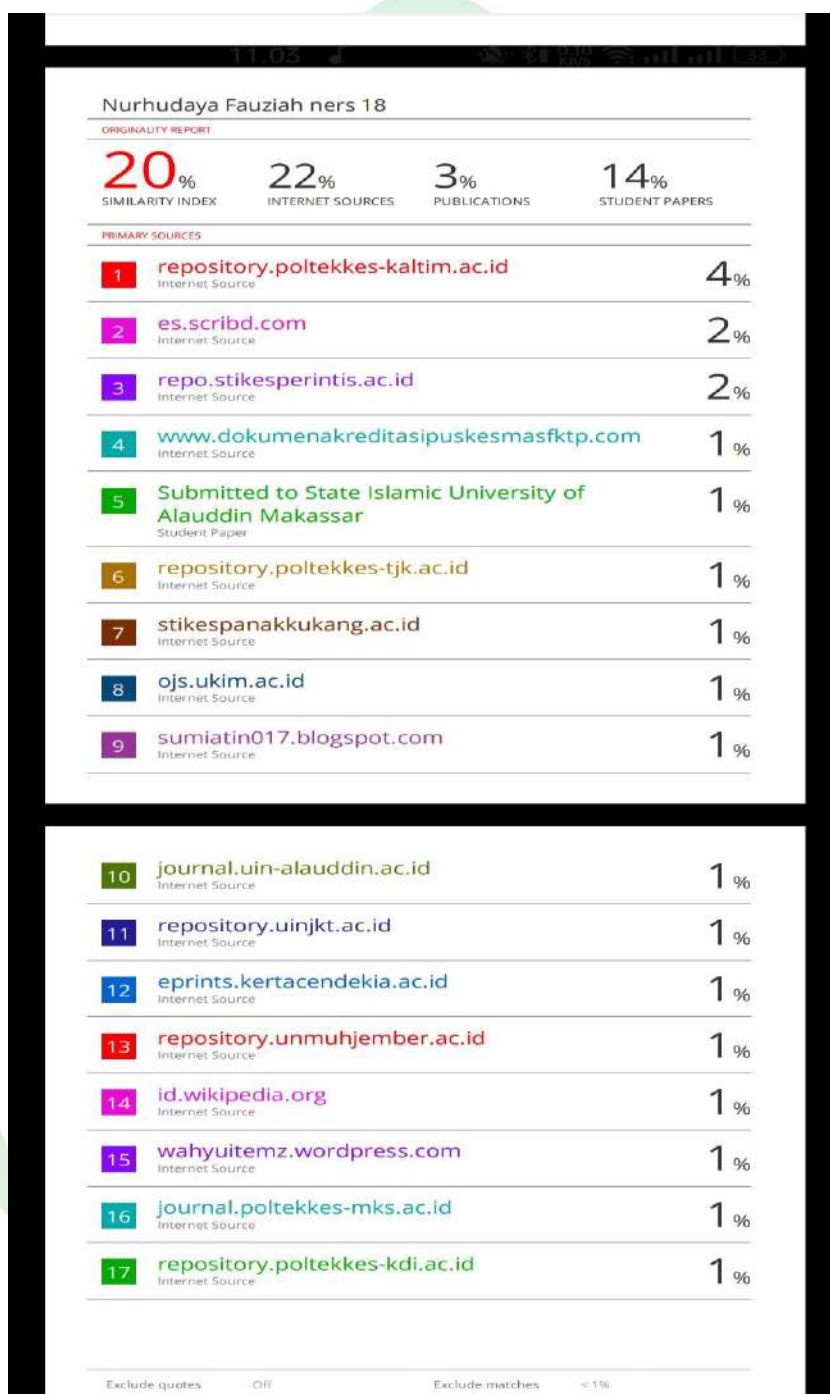 11.03
Nurhudaya Fauziah ners 18
ORIGINALITY REPORT
20% 22% 3% 14%
SIMILARITY INDEX INTERNET SOURCES PUBLICATIONS STUDENT PAPERS
PRIMARY SOURCES
1 repository.poltekkes-kaltim.ac.id 4%
Internet Source
2 es.scribd.com 2%
Internet Source
3 repo.stikesperintis.ac.id 2%
Internet Source
4 www.dokumenakreditasipuskesmasfktp.com 1%
Internet Source
5 Submitted to State Islamic University of 1%
Alauddin Makassar
Student Paper
6 repository.poltekkes-tjk.ac.id 1%
Internet Source
7 stikespanakkukang.ac.id 1%
Internet Source
8 ojs.ukim.ac.id 1%
Internet Source
9 sumiatin017.blogspot.com 1%
Internet Source
10 journal.uin-alauddin.ac.id 1%
Internet Source
11 repository.uinjkt.ac.id 1%
Internet Source
12 eprints.kertacendekia.ac.id 1%
Internet Source
13 repository.unmuhjember.ac.id 1%
Internet Source
14 id.wikipedia.org 1%
Internet Source
15 wahyuitemz.wordpress.com 1%
Internet Source
16 journal.poltekkes-mks.ac.id 1%
Internet Source
17 repository.poltekkes-kdi.ac.id 1%
Internet Source
Exclude quotes Off Exclude matches < 1%